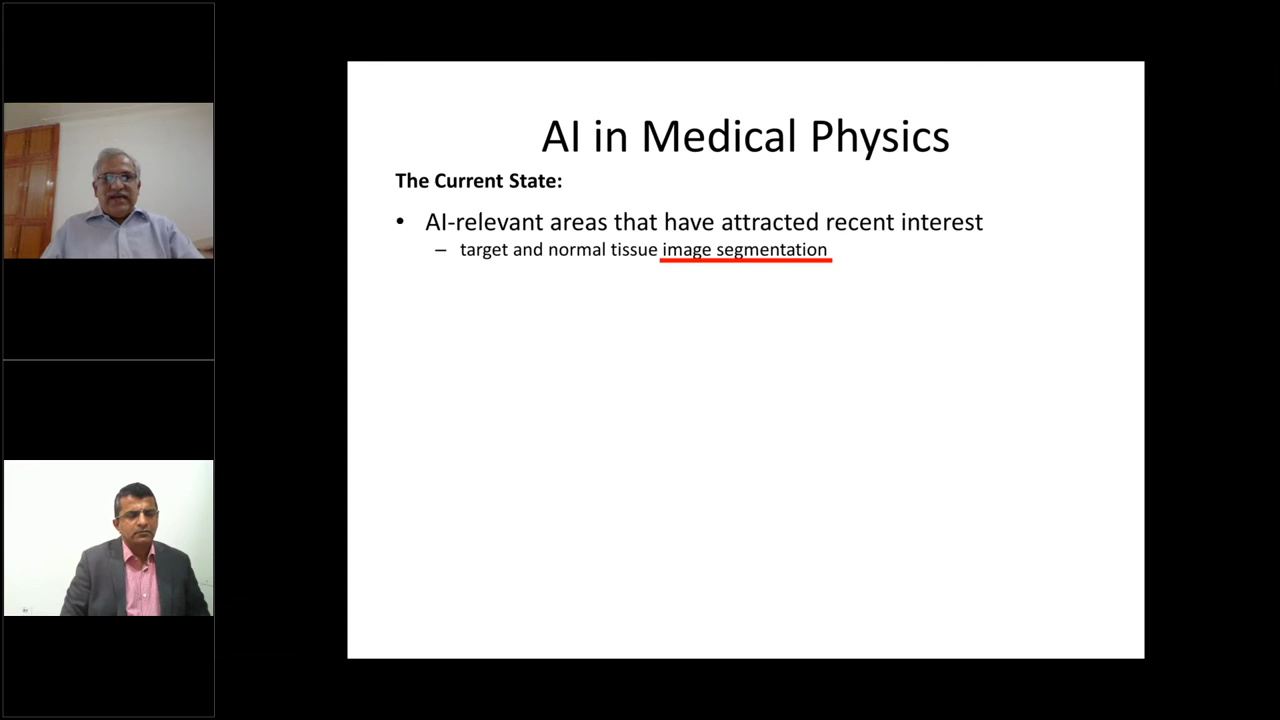 AI in Medical Physics
The Current State:
• AI-relevant areas that have attracted recent interest
– target and normal tissue image segmentation